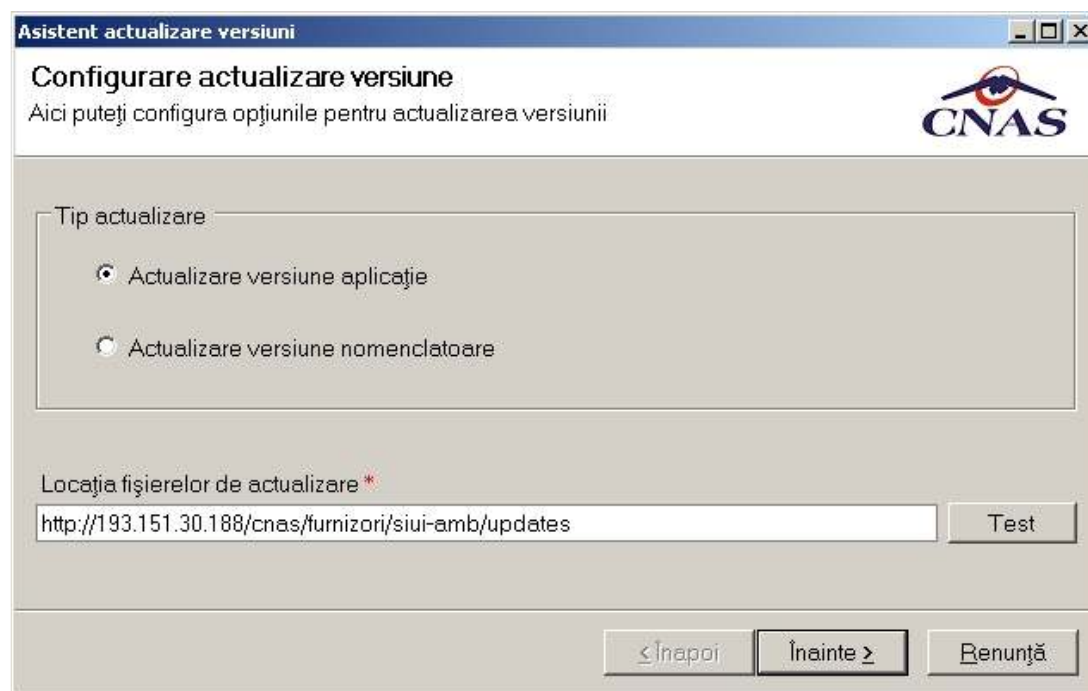 Asistent actualizare versiuni
Configurare actualizare versiune
Aici puteţi configura opţiunile pentru actualizarea versiunii
CNAS
Tip actualizare
Actualizare versiune aplicaţie
Actualizare versiune nomenclatoare
Locaţia fişierelor de actualizare *
http://193.151.30.188/cnas/furnizori/siui-amb/updates
Test
< Înapoi
Înainte >
Renunţă